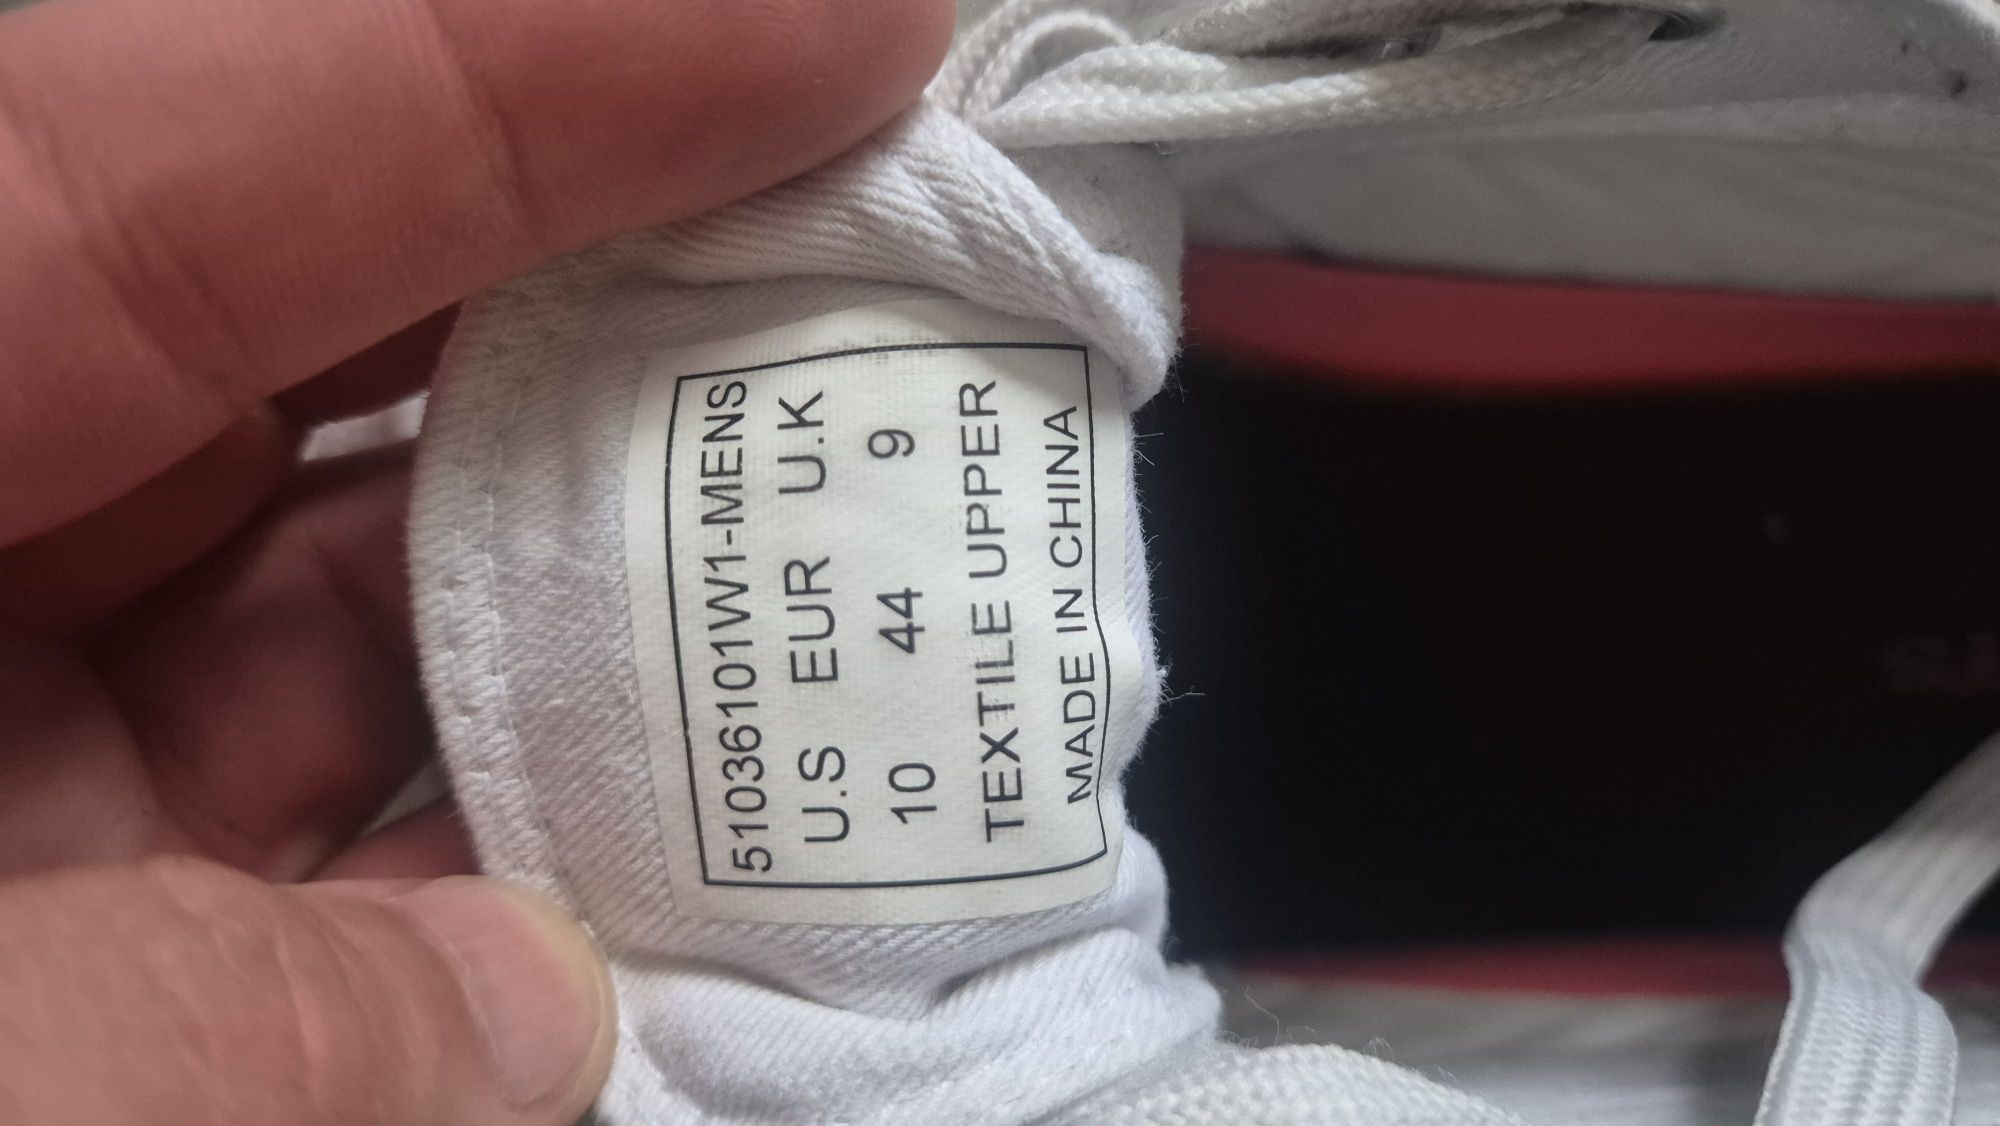 51036101W1-MENS
U.S EUR U.K
10 44 9
TEXTILE UPPER
MADE IN CHINA